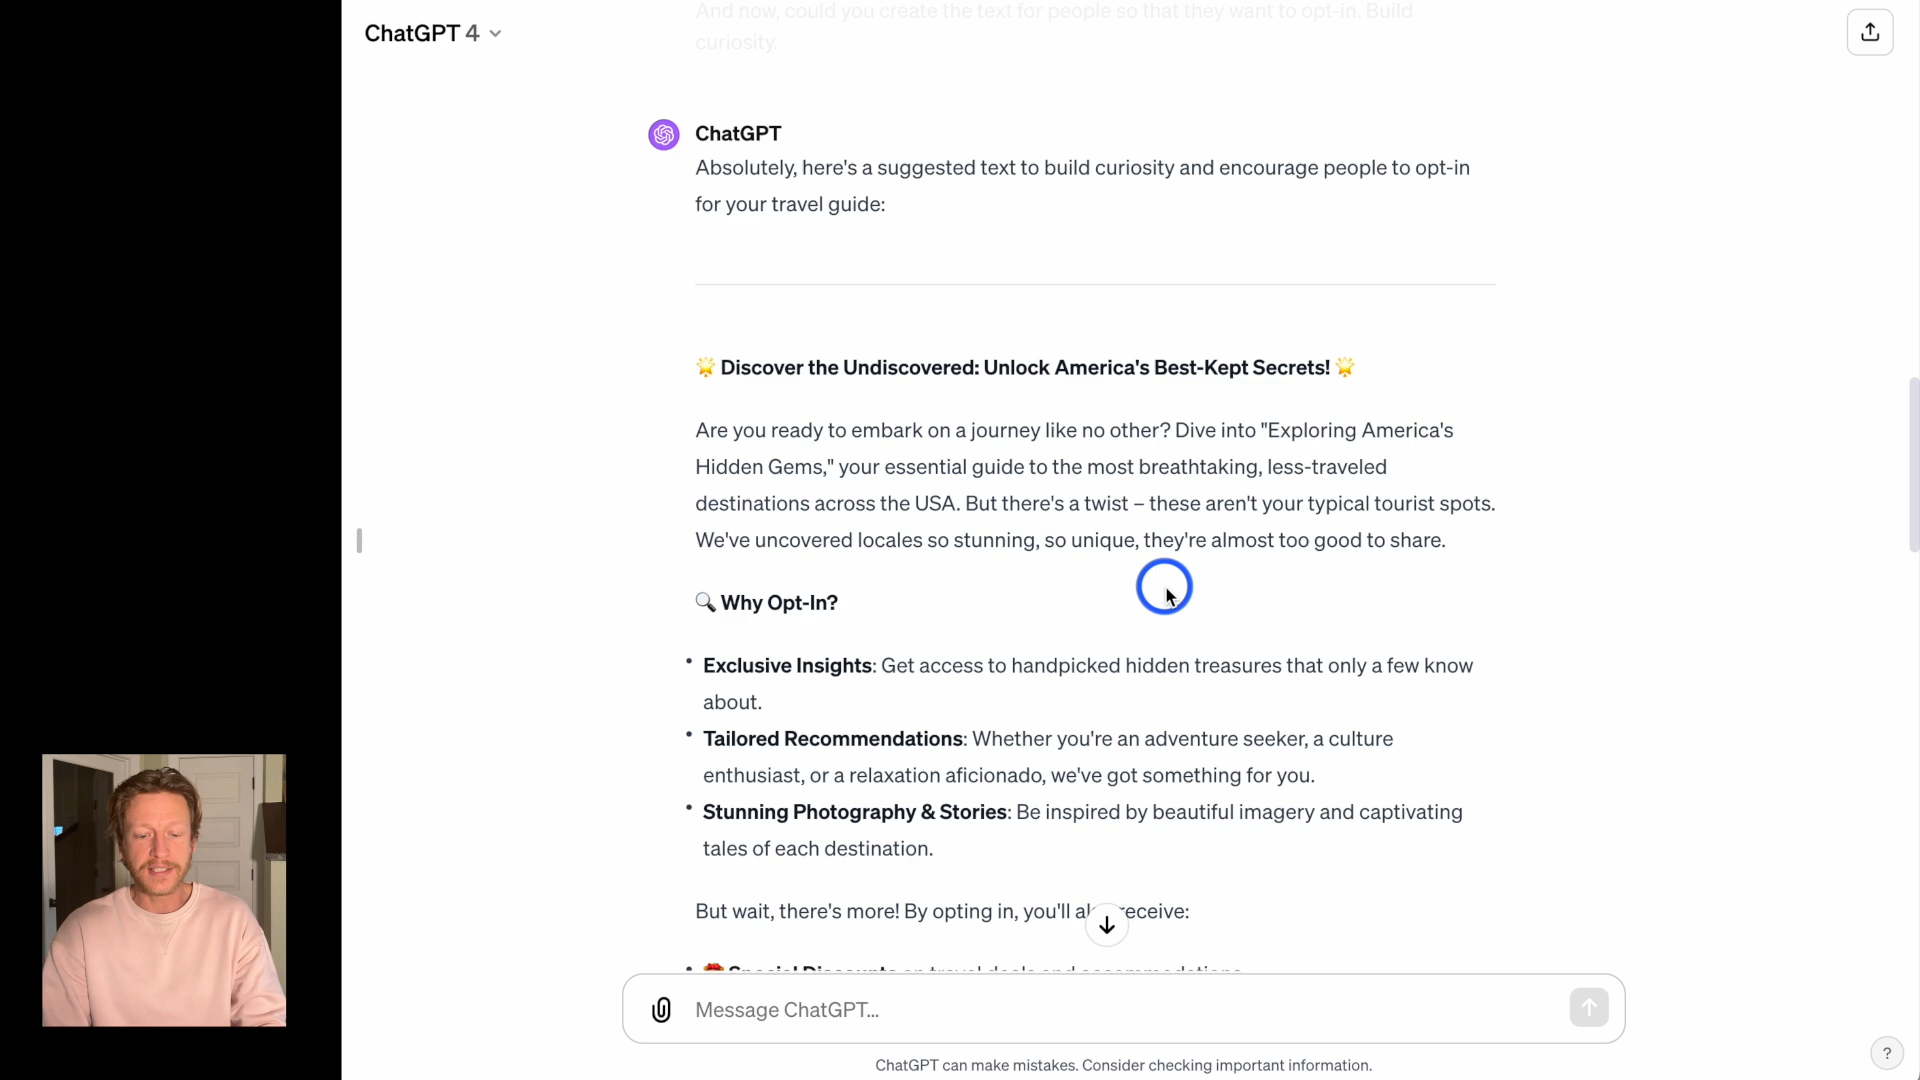 And now, could you create the text for people so that they want to opt-in. Build
curiosity.
ChatGPT 4
ChatGPT
Absolutely, here's a suggested text to build curiosity and encourage people to opt-in
for your travel guide:
🌟 Discover the Undiscovered: Unlock America's Best-Kept Secrets! 🌟
Are you ready to embark on a journey like no other? Dive into "Exploring America's
Hidden Gems," your essential guide to the most breathtaking, less-traveled
destinations across the USA. But there's a twist – these aren't your typical tourist spots.
We've uncovered locales so stunning, so unique, they're almost too good to share.
🔍 Why Opt-In?
• Exclusive Insights: Get access to handpicked hidden treasures that only a few know
about.
• Tailored Recommendations: Whether you're an adventure seeker, a culture
enthusiast, or a relaxation aficionado, we've got something for you.
• Stunning Photography & Stories: Be inspired by beautiful imagery and captivating
tales of each destination.
But wait, there's more! By opting in, you'll also receive:
• 🎁 Special Discounts on travel deals and accommodations.
Message ChatGPT...
ChatGPT can make mistakes. Consider checking important information.
?